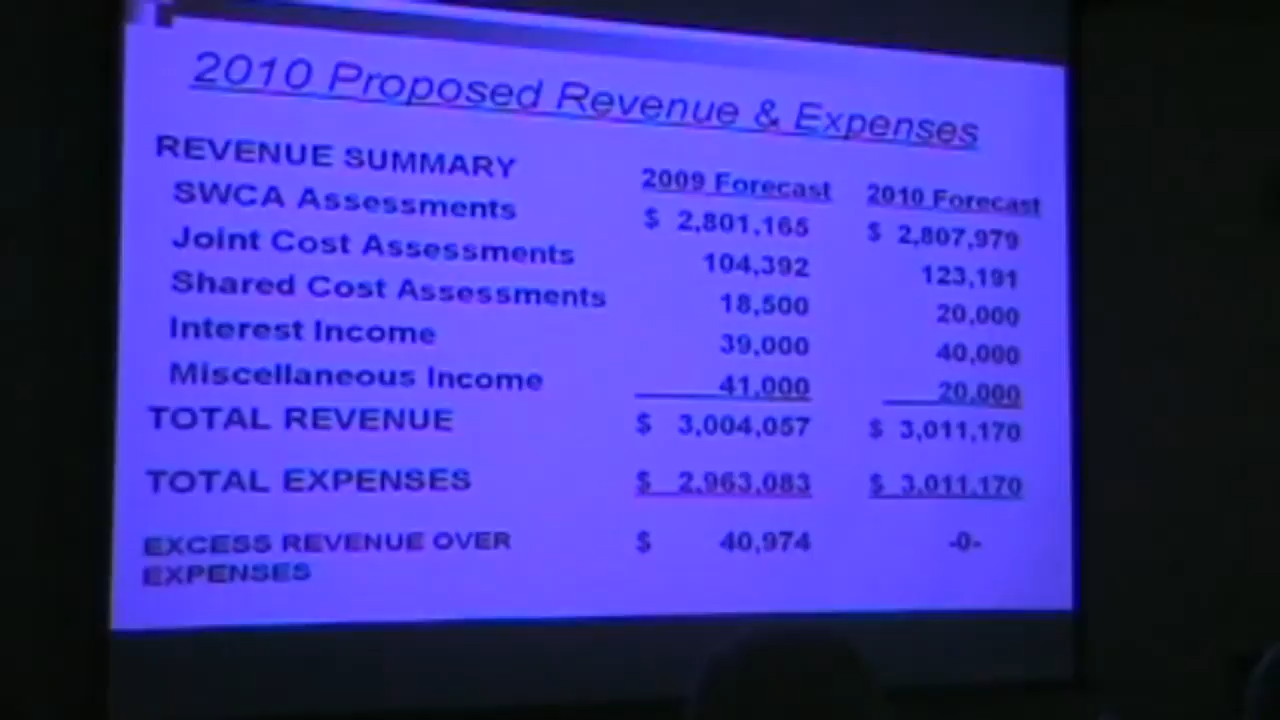 2010 Proposed Revenue & Expenses
REVENUE SUMMARY 2009 Forecast 2010 Forecast
SWCA Assessments $ 2,801,165 $ 2,807,979
Joint Cost Assessments 104,392 123,191
Shared Cost Assessments 18,500 20,000
Interest Income 39,000 40,000
Miscellaneous Income 41,000 20,000
TOTAL REVENUE $ 3,004,057 $ 3,011,170
TOTAL EXPENSES $ 2,963,083 $ 3,011,170
EXCESS REVENUE OVER $ 40,974 -0-
EXPENSES